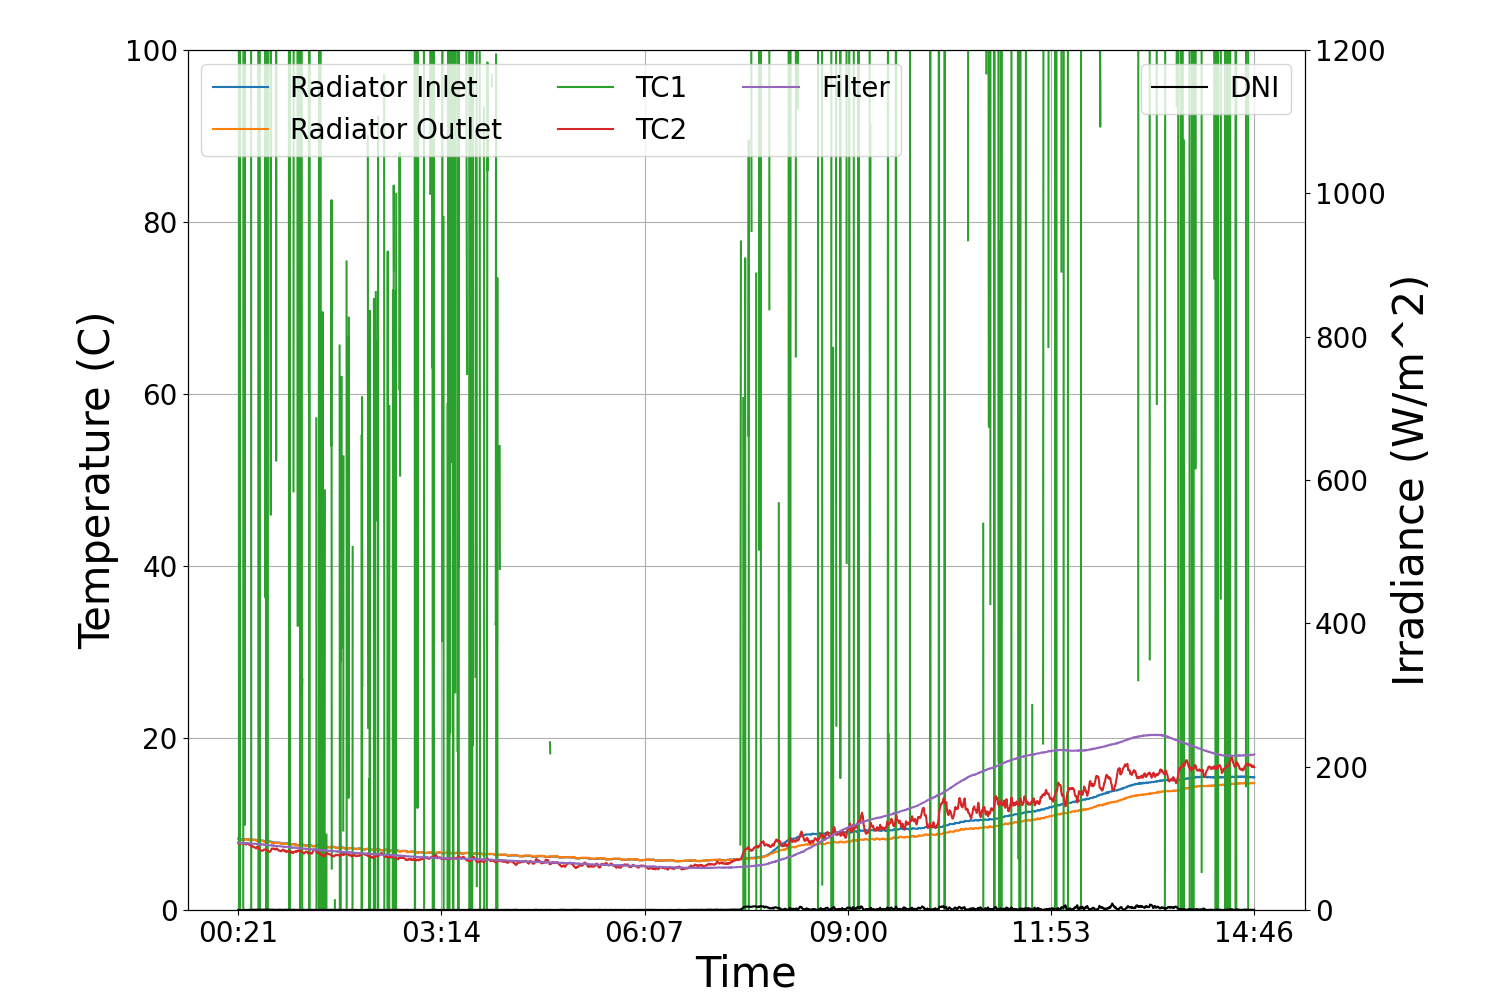 Radiator Inlet
Radiator Outlet
TC1
TC2
Filter
DNI
Temperature (C)
100
80
60
40
20
0
Irradiance (W/m^2)
1200
1000
800
600
400
200
0
00:21 03:14 06:07 09:00 11:53 14:46
Time